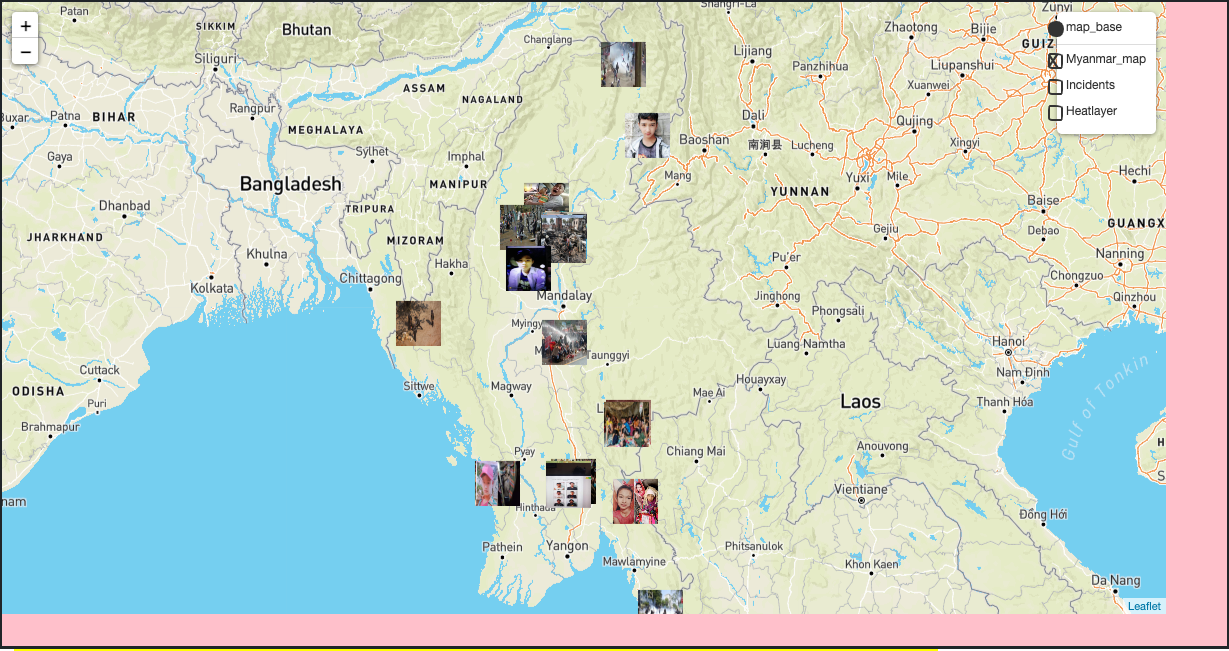 Patan
Shangri-La
Zunyi
+
−
SIKKIM
Bhutan
Changlang
Zhaotong
Bijie
map_base
GUIZ
Siliguri
Lijiang
Panzhihua
Liupanshui
Myanmar_map
Incidents
Heatlayer
ASSAM
NAGALAND
Xuanwei
Buxar
Patna
BIHAR
Rangpur
MEGHALAYA
Dali
Qujing
Gaya
Sylhet
Imphal
Baoshan
南涧县
Lucheng
Xingyi
Bangladesh
MANIPUR
Mang
YUNNAN
Yuxi
Mile
Hechi
Dhanbad
TRIPURA
Baise
JHARKHAND
MIZORAM
Gejiu
Debao
GUANGX
Khulna
Hakha
Pu'er
Nanning
Kolkata
Chittagong
Chongzuo
Mandalay
Jinghong
Phongsali
Qinzhou
Myingy
M
Taunggyi
Luang Namtha
Hanoi
Cuttack
Nam Định
ODISHA
Puri
Sittwe
Magway
Mae Ai
Houayxay
Laos
Thanh Hóa
Gulf of Tonkin
L
Brahmapur
Pyay
Chiang Mai
Anouvong
H
S
nam
Hinthada
Vientiane
Đồng Hới
Pathein
Yangon
Mawlamyine
Phitsanulok
Khon Kaen
Da Nang
Leaflet